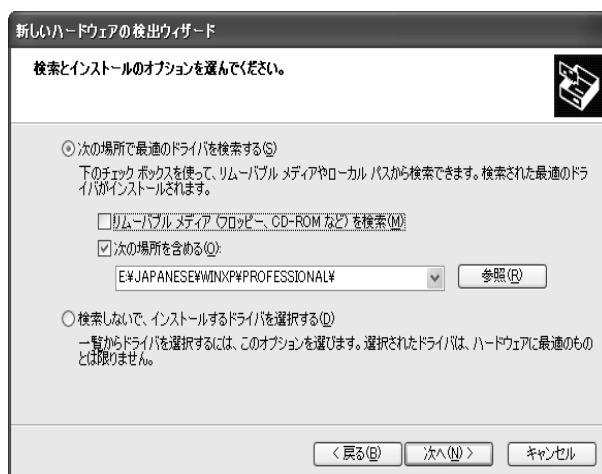 新しいハードウェアの検出ウィザード
検索とインストールのオプションを選んでください。
次の場所で最適のドライバを検索する(S)
下のチェック ボックスを使って、リムーバブル メディアやローカル パスから検索できます。検索された最適のドラ
イバがインストールされます。
リムーバブル メディア (フロッピー、CD-ROM など) を検索(M)
次の場所を含める(O):
E¥JAPANESE¥WINXP¥PROFESSIONAL¥
参照(R)
検索しないで、インストールするドライバを選択する(D)
一覧からドライバを選択するには、このオプションを選びます。選択されたドライバは、ハードウェアに最適のもの
とは限りません。
< 戻る(B)
次へ(N) >
キャンセル